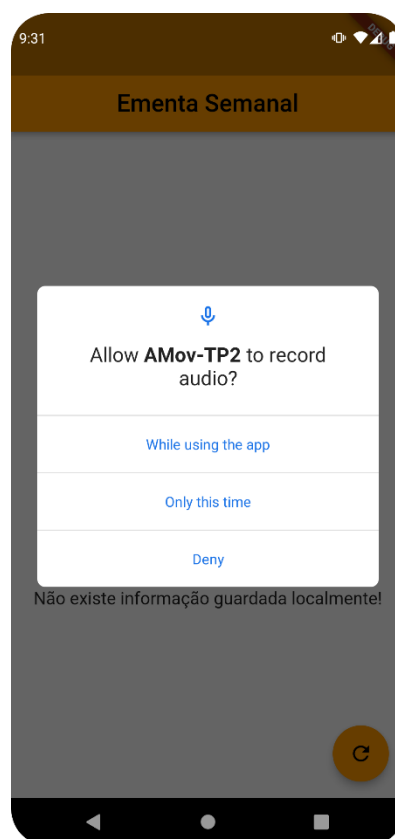 9:31
DEBUG
Ementa Semanal
Allow AMov-TP2 to record
audio?
While using the app
Only this time
Deny
Não existe informação guardada localmente!